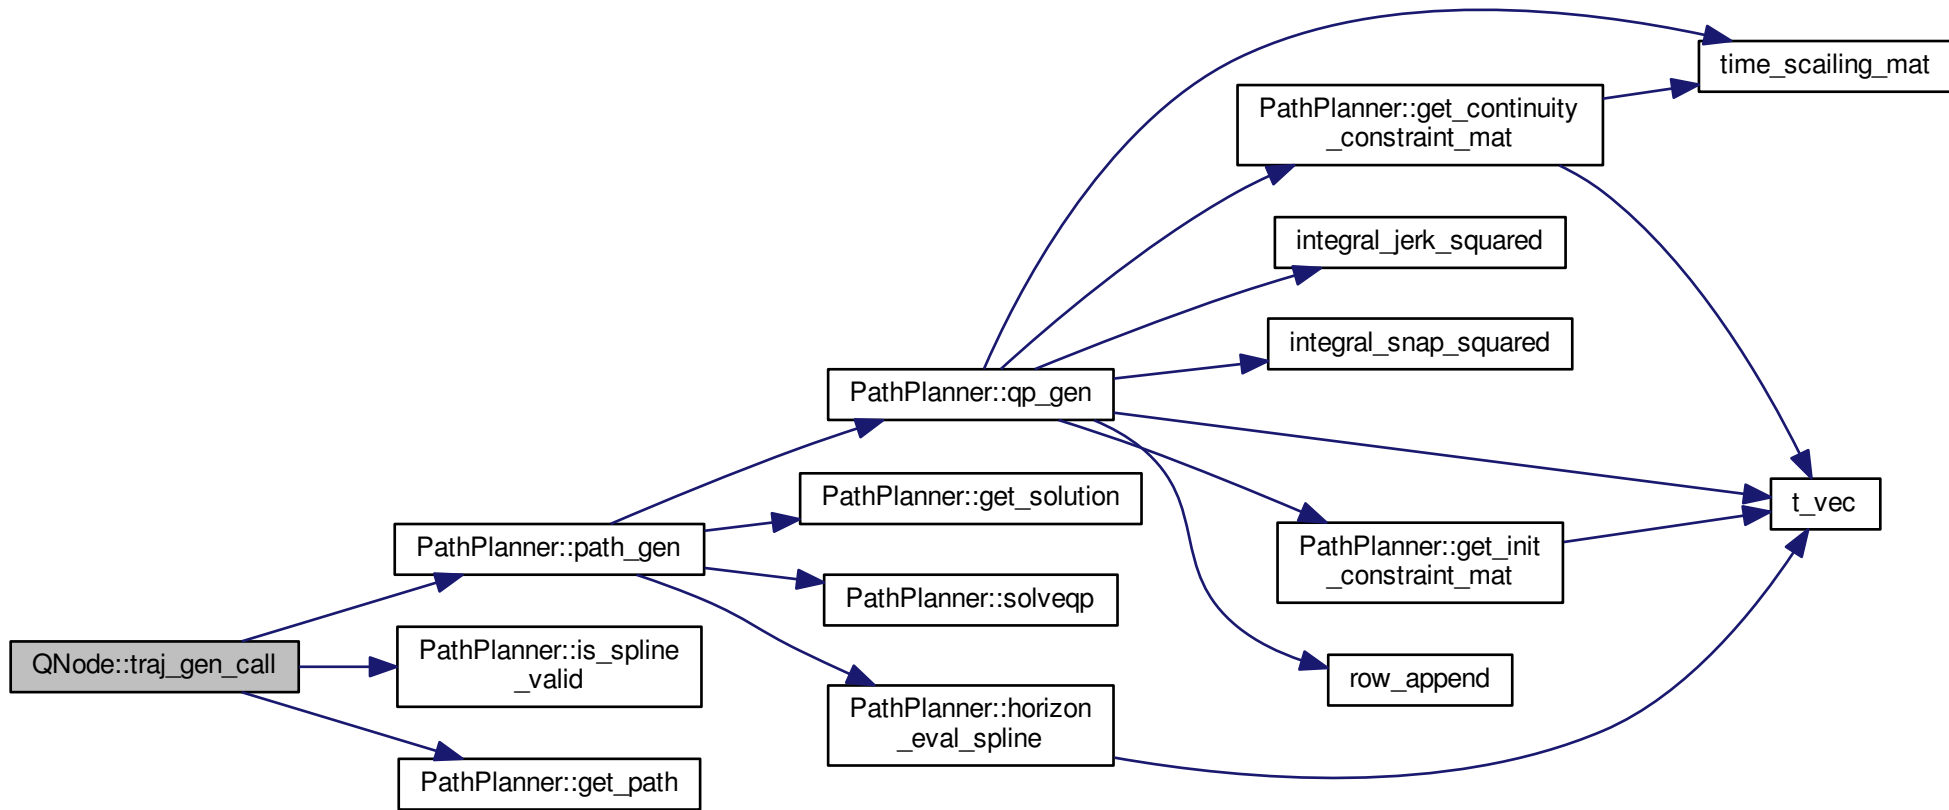 QNode::traj_gen_call
PathPlanner::path_gen
PathPlanner::is_spline
_valid
PathPlanner::get_path
PathPlanner::qp_gen
PathPlanner::get_solution
PathPlanner::solveqp
PathPlanner::horizon
_eval_spline
PathPlanner::get_continuity
_constraint_mat
integral_jerk_squared
integral_snap_squared
PathPlanner::get_init
_constraint_mat
row_append
time_scailing_mat
t_vec